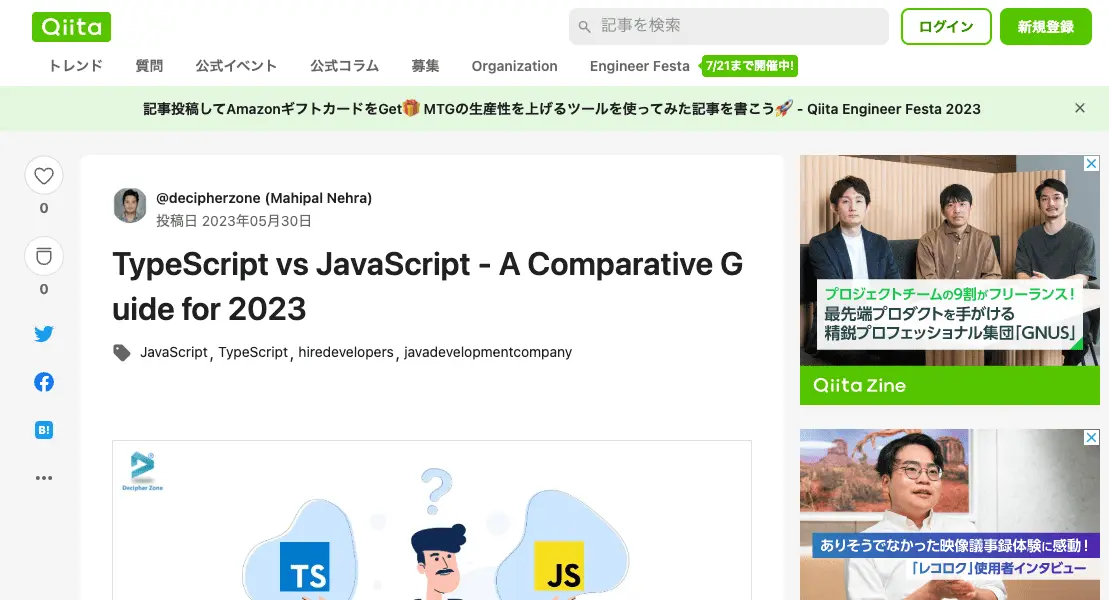 Qiita
記事を検索
ログイン
新規登録
トレンド
質問
公式イベント
公式コラム
募集
Organization
Engineer Festa
7/21まで開催中!
記事投稿してAmazonギフトカードをGet🎁 MTGの生産性を上げるツールを使ってみた記事を書こう🚀 - Qiita Engineer Festa 2023
0
0
B!
@decipherzone (Mahipal Nehra)
投稿日 2023年05月30日
TypeScript vs JavaScript - A Comparative G
uide for 2023
JavaScript, TypeScript, hiredevelopers, javadevelopmentcompany
Decipher Zone
?
TS
JS
プロジェクトチームの9割がフリーランス!
最先端プロダクトを手がける
精鋭プロフェッショナル集団「GNUS」
Qiita Zine
ありそうでなかった映像議事録体験に感動!
「レコロク」使用者インタビュー